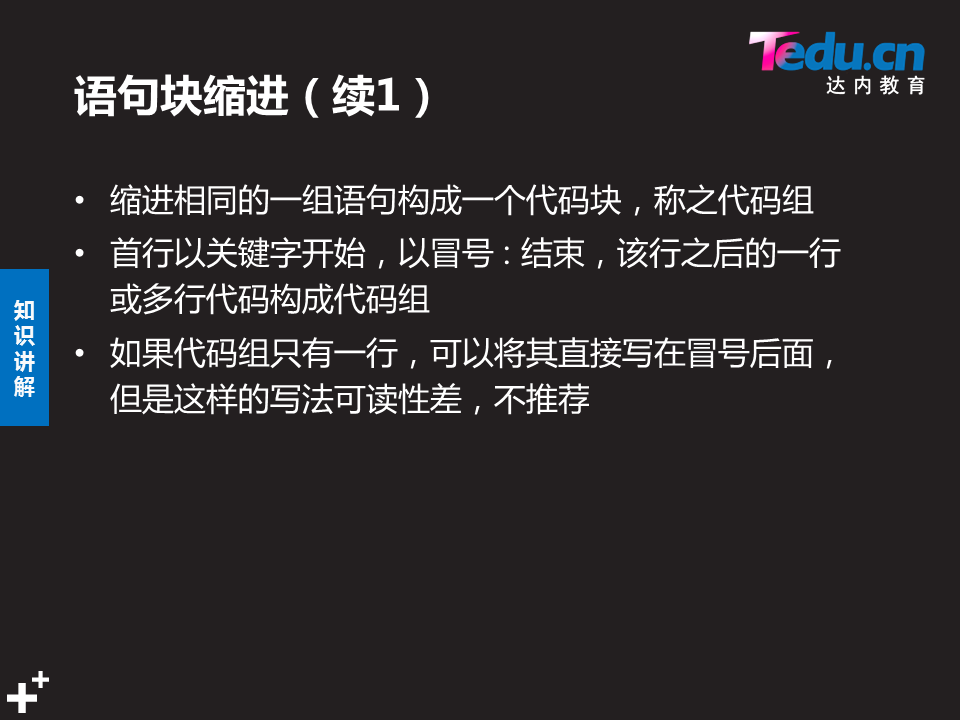 Tedu.cn
达内教育
语句块缩进（续1）
• 缩进相同的一组语句构成一个代码块，称之代码组
• 首行以关键字开始，以冒号 : 结束，该行之后的一行
或多行代码构成代码组
• 如果代码组只有一行，可以将其直接写在冒号后面，
但是这样的写法可读性差，不推荐
知
识
讲
解